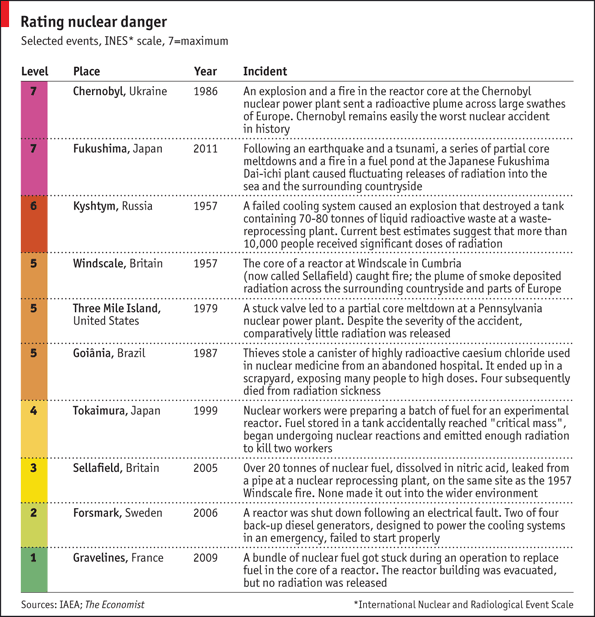 Rating nuclear danger
Selected events, INES* scale, 7=maximum
Level Place Year Incident
7 Chernobyl, Ukraine 1986 An explosion and a fire in the reactor core at the Chernobyl
nuclear power plant sent a radioactive plume across large swathes
of Europe. Chernobyl remains easily the worst nuclear accident
in history
7 Fukushima, Japan 2011 Following an earthquake and a tsunami, a series of partial core
meltdowns and a fire in a fuel pond at the Japanese Fukushima
Dai-ichi plant caused fluctuating releases of radiation into the
sea and the surrounding countryside
6 Kyshtym, Russia 1957 A failed cooling system caused an explosion that destroyed a tank
containing 70-80 tonnes of liquid radioactive waste at a waste-
reprocessing plant. Current best estimates suggest that more than
10,000 people received significant doses of radiation
5 Windscale, Britain 1957 The core of a reactor at Windscale in Cumbria
(now called Sellafield) caught fire; the plume of smoke deposited
radiation across the surrounding countryside and parts of Europe
5 Three Mile Island, 1979 A stuck valve led to a partial core meltdown at a Pennsylvania
United States nuclear power plant. Despite the severity of the accident,
comparatively little radiation was released
5 Goiânia, Brazil 1987 Thieves stole a canister of highly radioactive caesium chloride used
in nuclear medicine from an abandoned hospital. It ended up in a
scrapyard, exposing many people to high doses. Four subsequently
died from radiation sickness
4 Tokaimura, Japan 1999 Nuclear workers were preparing a batch of fuel for an experimental
reactor. Fuel stored in a tank accidentally reached "critical mass",
began undergoing nuclear reactions and emitted enough radiation
to kill two workers
3 Sellafield, Britain 2005 Over 20 tonnes of nuclear fuel, dissolved in nitric acid, leaked from
a pipe at a nuclear reprocessing plant, on the same site as the 1957
Windscale fire. None made it out into the wider environment
2 Forsmark, Sweden 2006 A reactor was shut down following an electrical fault. Two of four
back-up diesel generators, designed to power the cooling systems
in an emergency, failed to start properly
1 Gravelines, France 2009 A bundle of nuclear fuel got stuck during an operation to replace
fuel in the core of a reactor. The reactor building was evacuated,
but no radiation was released
Sources: IAEA; The Economist *International Nuclear and Radiological Event Scale